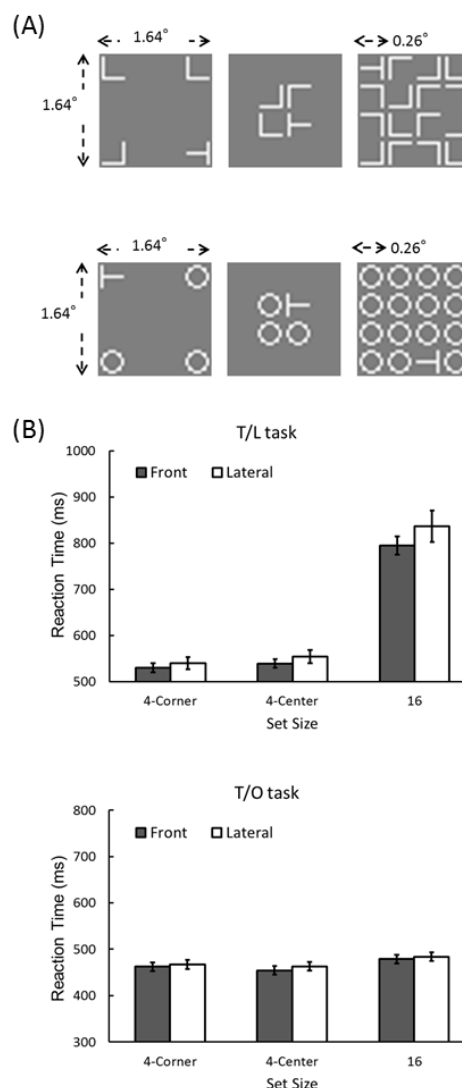 (A)
1.64°
0.26°
1.64°
1.64°
0.26°
1.64°
(B)
T/L task
1000
900
800
700
600
500
Reaction Time (ms)
Front
Lateral
4-Corner
4-Center
16
Set Size
T/O task
800
700
600
500
400
300
Reaction Time (ms)
Front
Lateral
4-Corner
4-Center
16
Set Size